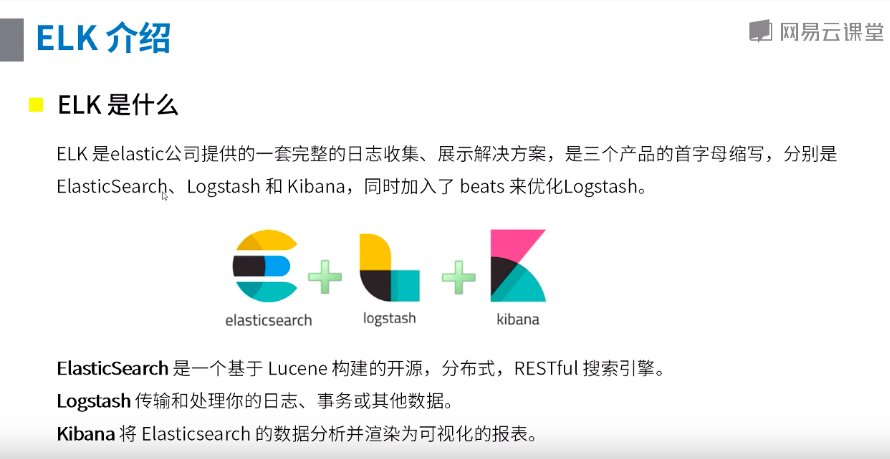 ELK 介绍
网易云课堂
ELK 是什么
ELK 是elastic公司提供的一套完整的日志收集、展示解决方案，是三个产品的首字母缩写，分别是
ElasticSearch、Logstash 和 Kibana，同时加入了 beats 来优化Logstash。
elasticsearch
logstash
kibana
ElasticSearch 是一个基于 Lucene 构建的开源，分布式，RESTful 搜索引擎。
Logstash 传输和处理你的日志、事务或其他数据。
Kibana 将 Elasticsearch 的数据分析并渲染为可视化的报表。